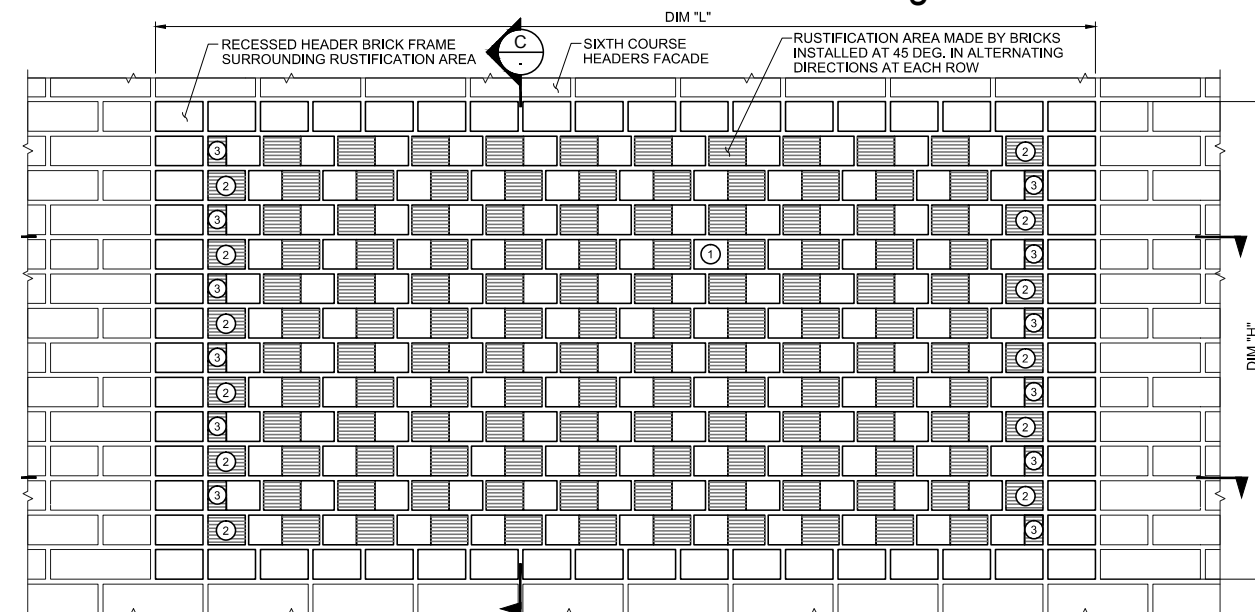 DIM "L"
RECESSED HEADER BRICK FRAME
SURROUNDING RUSTIFICATION AREA
C
-
SIXTH COURSE
HEADERS FACADE
RUSTIFICATION AREA MADE BY BRICKS
INSTALLED AT 45 DEG. IN ALTERNATING
DIRECTIONS AT EACH ROW
3 2
2 3
3 2
2 1 3
3 2
2 3
3 2
2 3
3 2
2 3
3 2
2 3
DIM "H"